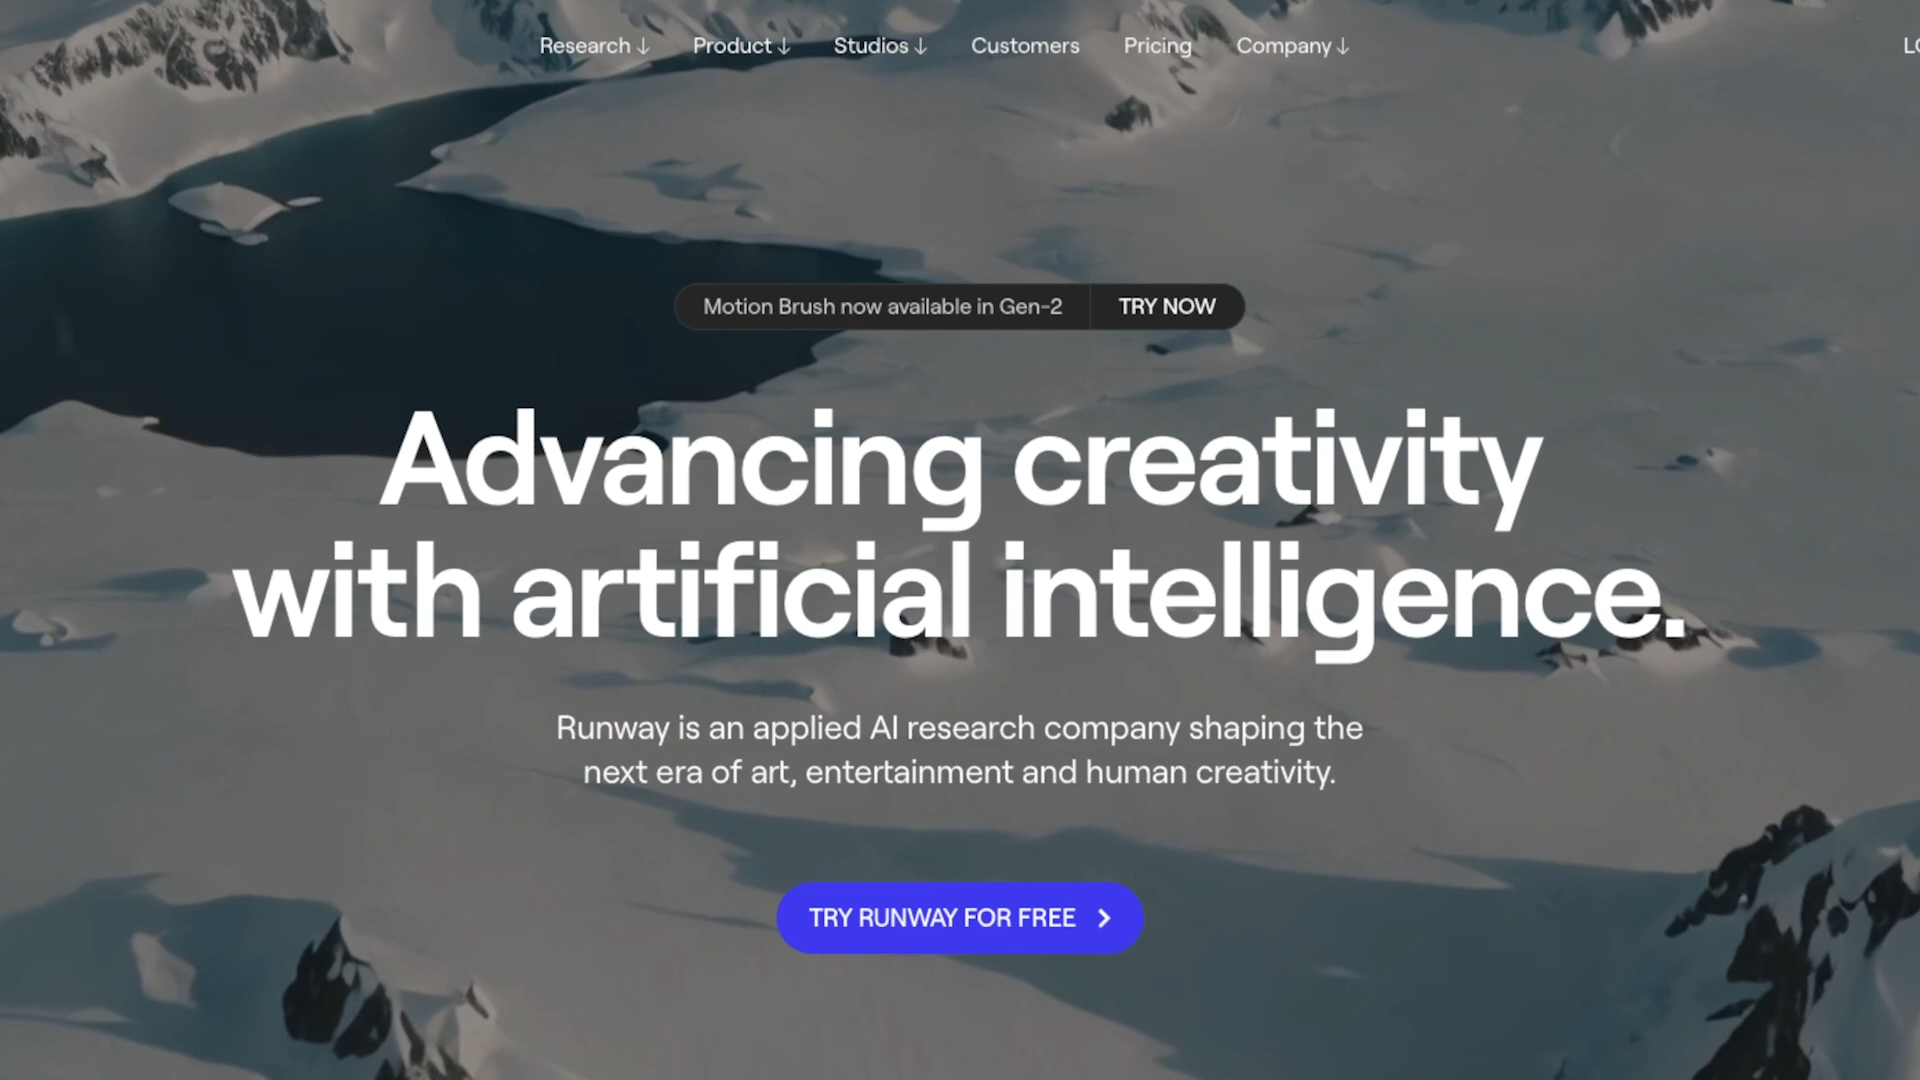 Research ↓ Product ↓ Studios ↓ Customers Pricing Company ↓
Motion Brush now available in Gen-2 TRY NOW
Advancing creativity
with artificial intelligence.
Runway is an applied AI research company shaping the
next era of art, entertainment and human creativity.
TRY RUNWAY FOR FREE